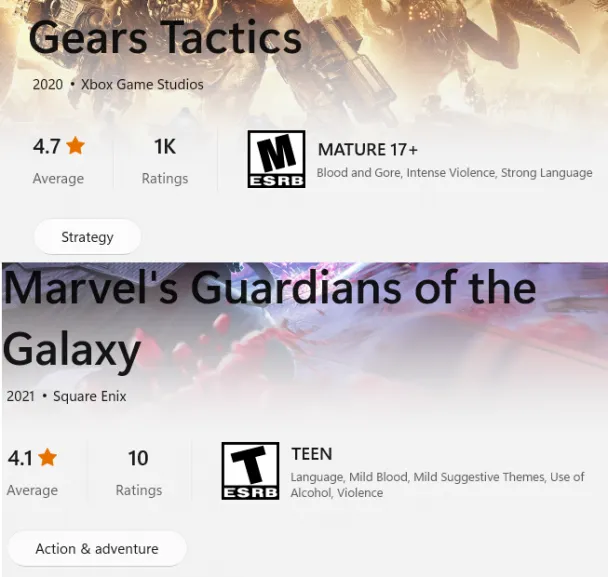 Gears Tactics
2020 • Xbox Game Studios
4.7
1K
Average
Ratings
M
ESRB
MATURE 17+
Blood and Gore, Intense Violence, Strong Language
Strategy
Marvel's Guardians of the
Galaxy
2021 • Square Enix
4.1
10
Average
Ratings
T
ESRB
TEEN
Language, Mild Blood, Mild Suggestive Themes, Use of
Alcohol, Violence
Action & adventure